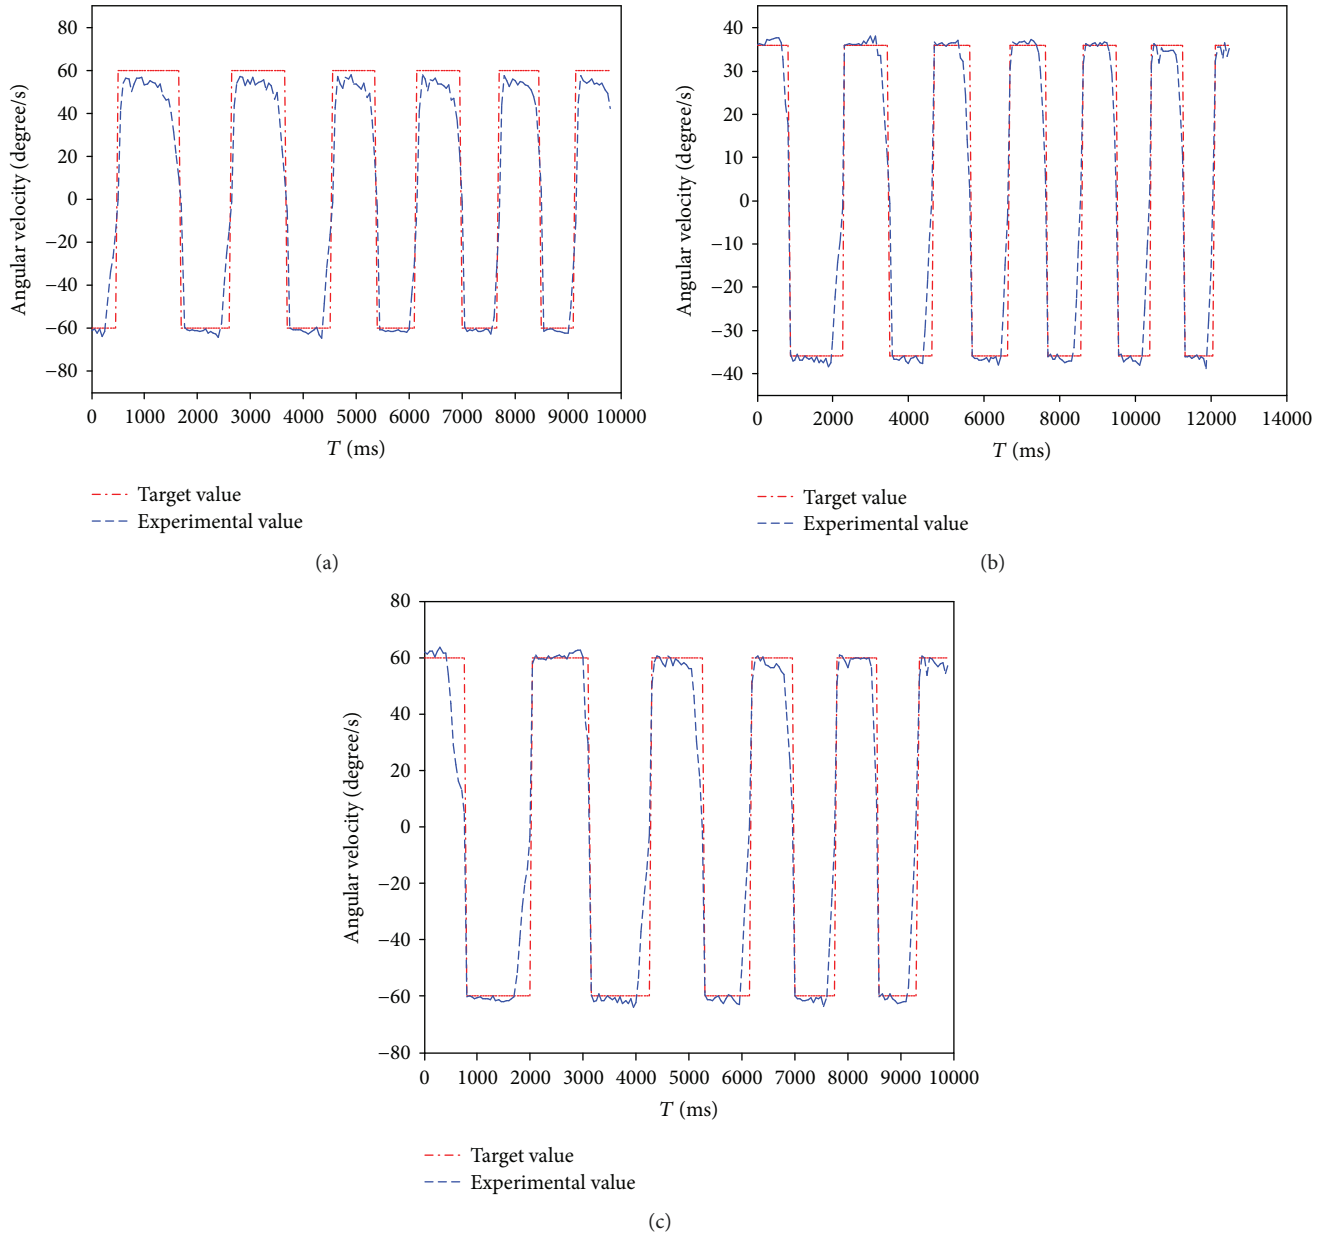 80
60
40
20
0
−20
−40
−60
−80
Angular velocity (degree/s)
0 1000 2000 3000 4000 5000 6000 7000 8000 9000 10000
T (ms)
Target value
Experimental value
(a)
40
30
20
10
0
−10
−20
−30
−40
Angular velocity (degree/s)
0 2000 4000 6000 8000 10000 12000 14000
T (ms)
Target value
Experimental value
(b)
80
60
40
20
0
−20
−40
−60
−80
Angular velocity (degree/s)
0 1000 2000 3000 4000 5000 6000 7000 8000 9000 10000
T (ms)
Target value
Experimental value
(c)